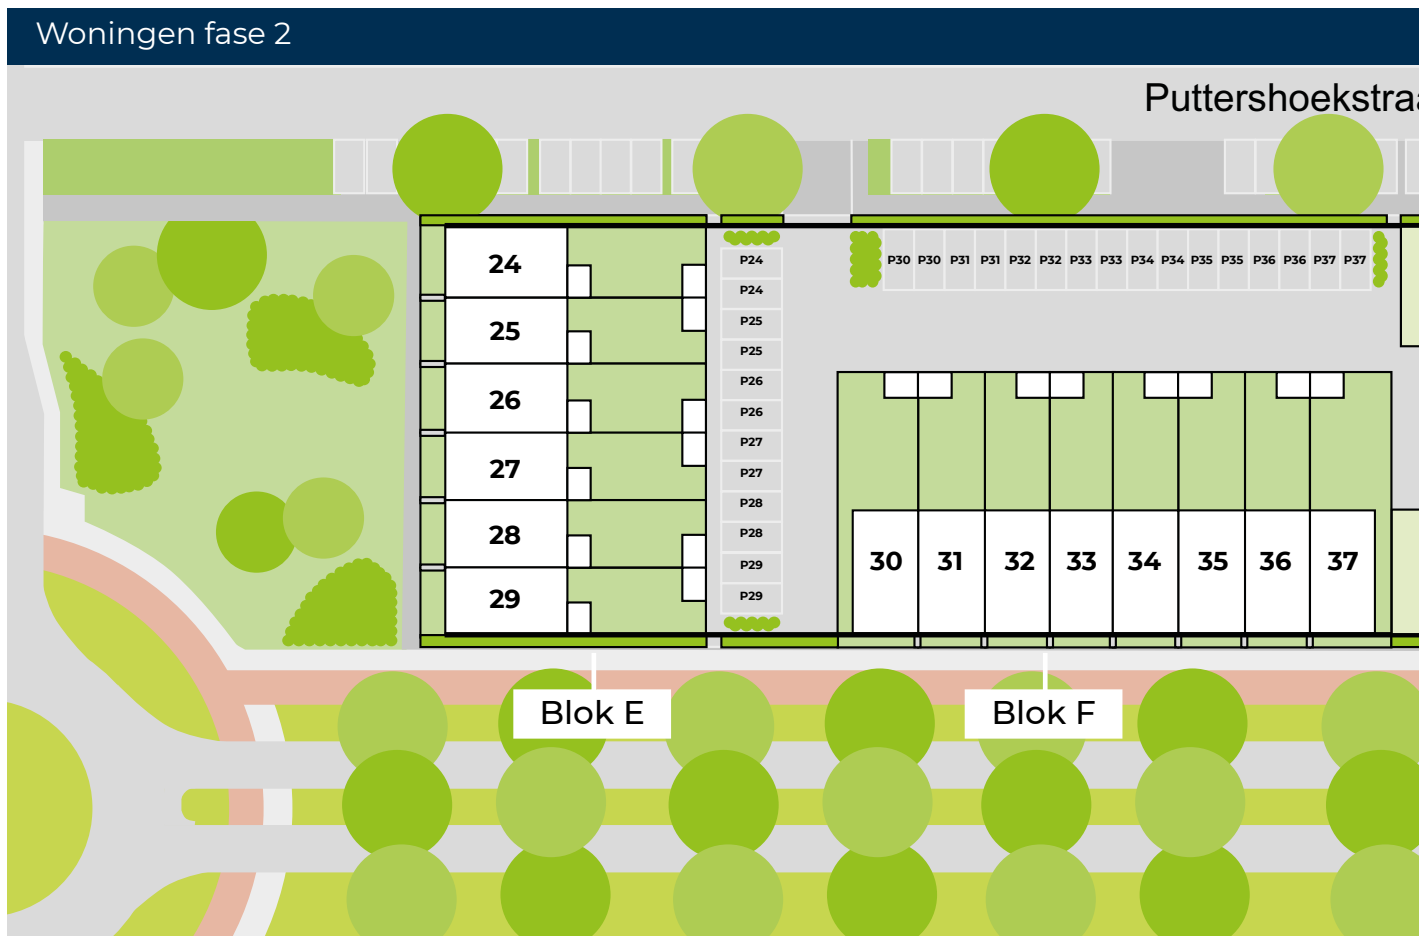 Woningen fase 2
Puttershoekstraa
24
25
26
27
28
29
P24
P24
P25
P25
P26
P26
P27
P27
P28
P28
P29
P29
P30 P30 P31 P31 P32 P32 P33 P33 P34 P34 P35 P35 P36 P36 P37 P37
30 31 32 33 34 35 36 37
Blok E
Blok F